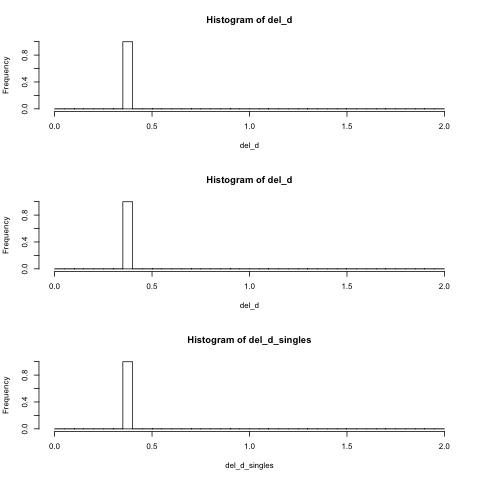 Histogram of del_d
Frequency
0.0 0.4 0.8
0.0 0.5 1.0 1.5 2.0
del_d
Histogram of del_d
Frequency
0.0 0.4 0.8
0.0 0.5 1.0 1.5 2.0
del_d
Histogram of del_d_singles
Frequency
0.0 0.4 0.8
0.0 0.5 1.0 1.5 2.0
del_d_singles